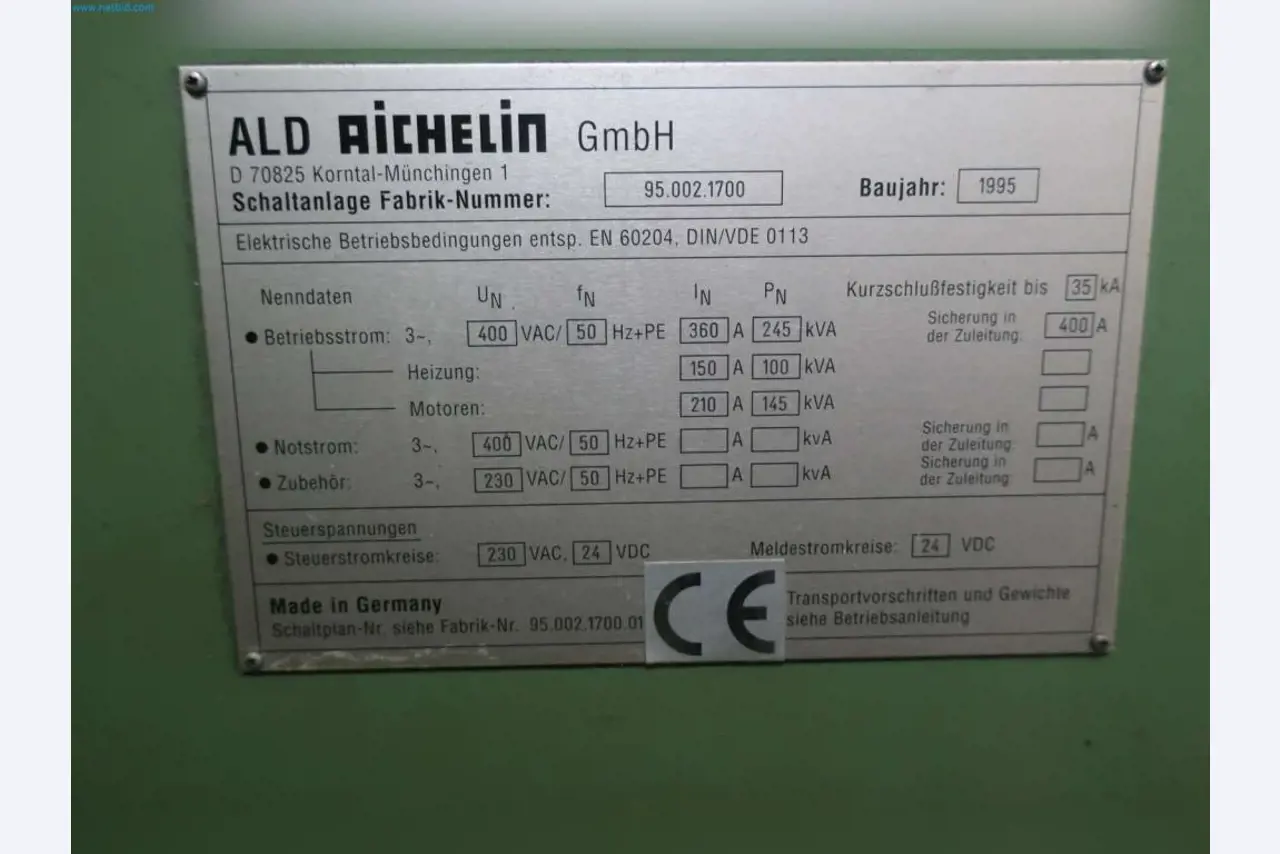 www.netbid.com
ALD AICHELIN GmbH
D 70825 Korntal-Münchingen 1
Schaltanlage Fabrik-Nummer: 95.002.1700 Baujahr: 1995
Elektrische Betriebsbedingungen entsp. EN 60204, DIN/VDE 0113
Nenndaten UN fN IN PN Kurzschlußfestigkeit bis 35 kA
● Betriebsstrom: 3~, 400 VAC/ 50 Hz+PE 360 A 245 kVA Sicherung in der Zuleitung: 400 A
Heizung: 150 A 100 kVA
Motoren: 210 A 145 kVA
● Notstrom: 3~, 400 VAC/ 50 Hz+PE A kvA Sicherung in der Zuleitung: A
● Zubehör: 3~, 230 VAC/ 50 Hz+PE A kvA Sicherung in der Zuleitung: A
Steuerspannungen
● Steuerstromkreise: 230 VAC, 24 VDC Meldestromkreise: 24 VDC
Made in Germany
Schaltplan-Nr. siehe Fabrik-Nr. 95.002.1700.01
CE
Transportvorschriften und Gewichte
siehe Betriebsanleitung